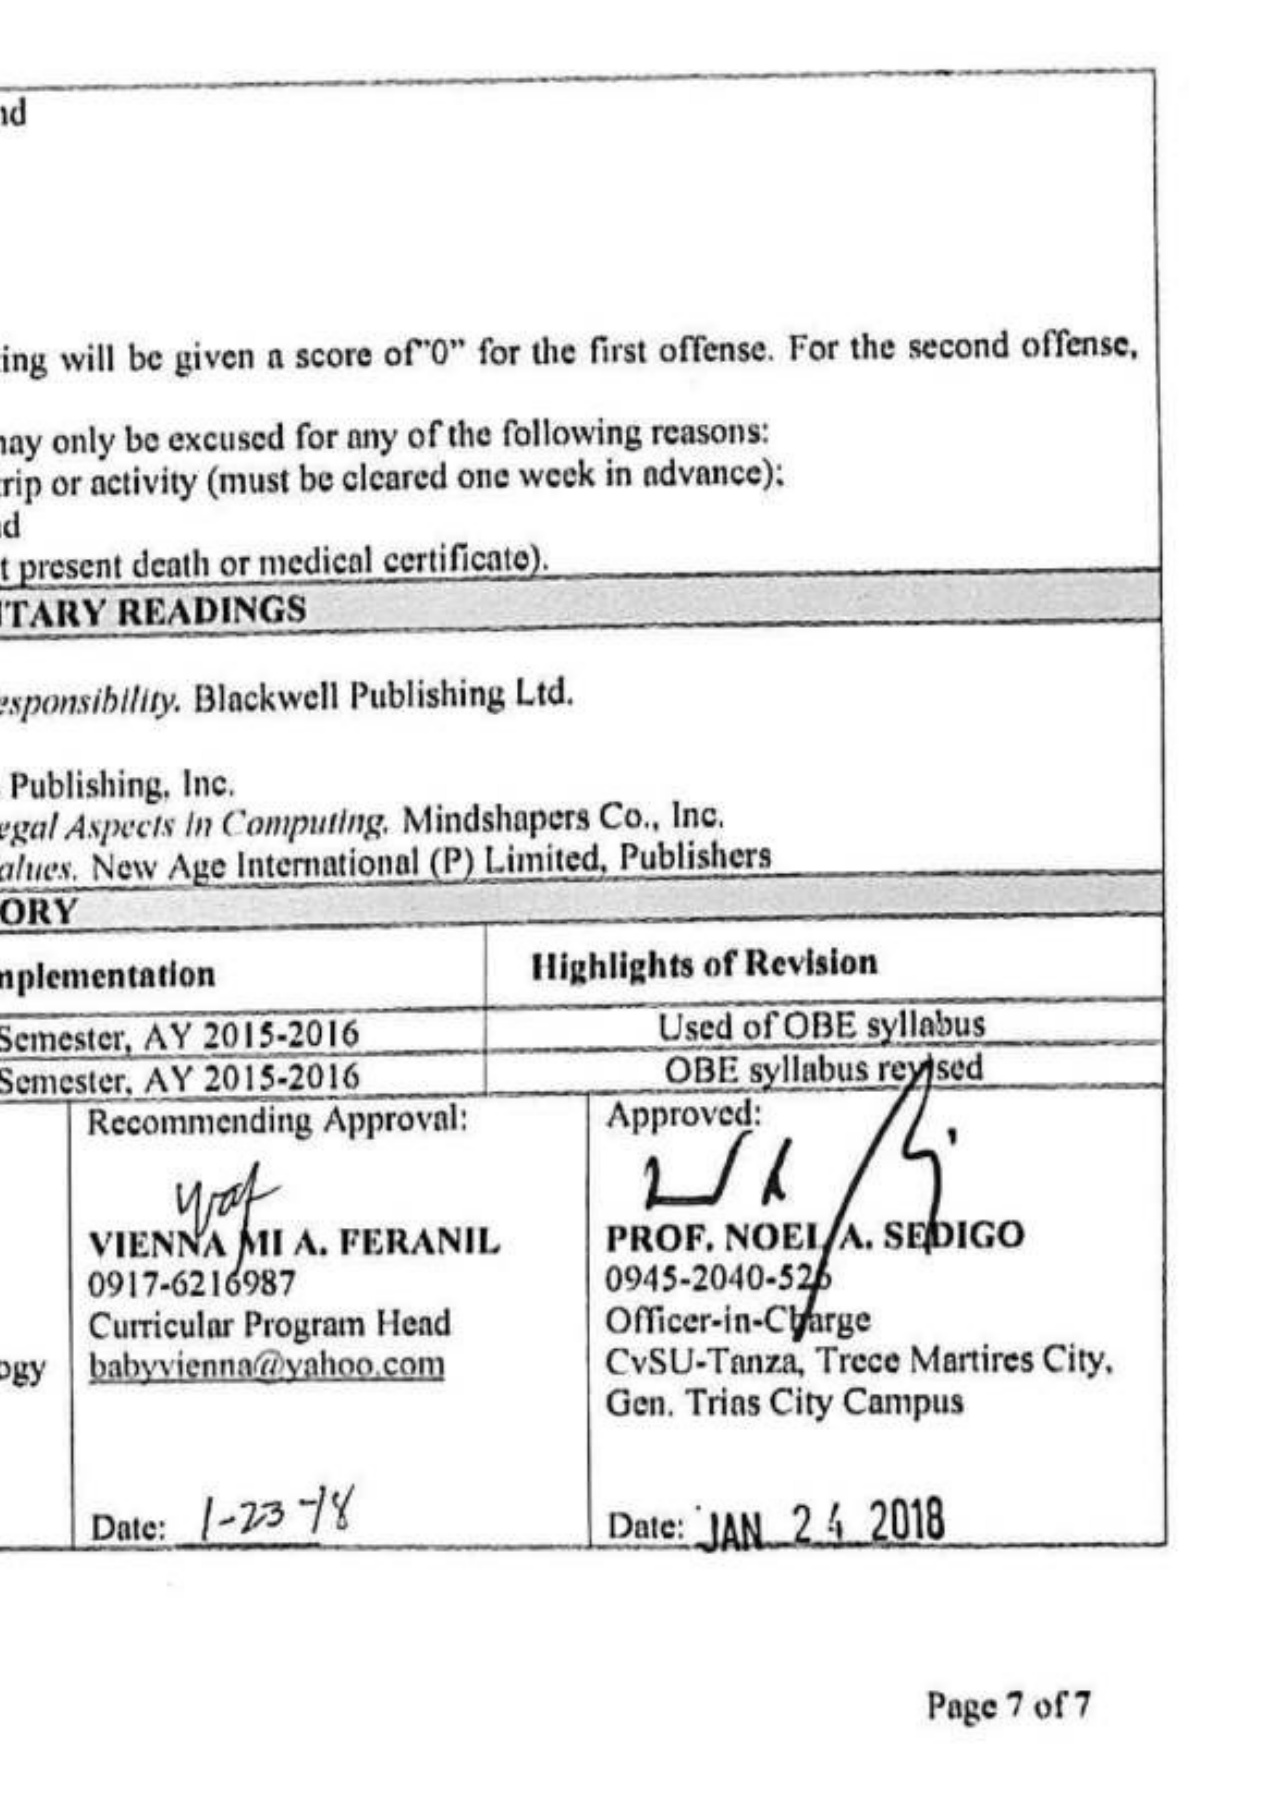 nd
ing will be given a score of"0" for the first offense. For the second offense,
may only be excused for any of the following reasons:
rip or activity (must be cleared one week in advance);
d
t present death or medical certificate).
TARY READINGS
esponsibility. Blackwell Publishing Ltd.
Publishing, Inc.
egal Aspects in Computing. Mindshapers Co., Inc.
alues. New Age International (P) Limited, Publishers
ORY
mplementation Highlights of Revision
Semester, AY 2015-2016 Used of OBE syllabus
Semester, AY 2015-2016 OBE syllabus revised
Recommending Approval:
VIENNA MI A. FERANIL
0917-6216987
Curricular Program Head
ogy babyvienna@yahoo.com
Date: 1-23-18
Approved:
PROF. NOEL A. SEDIGO
0945-2040-526
Officer-in-Charge
CvSU-Tanza, Trece Martires City,
Gen. Trias City Campus
Date: JAN 24 2018
Page 7 of 7